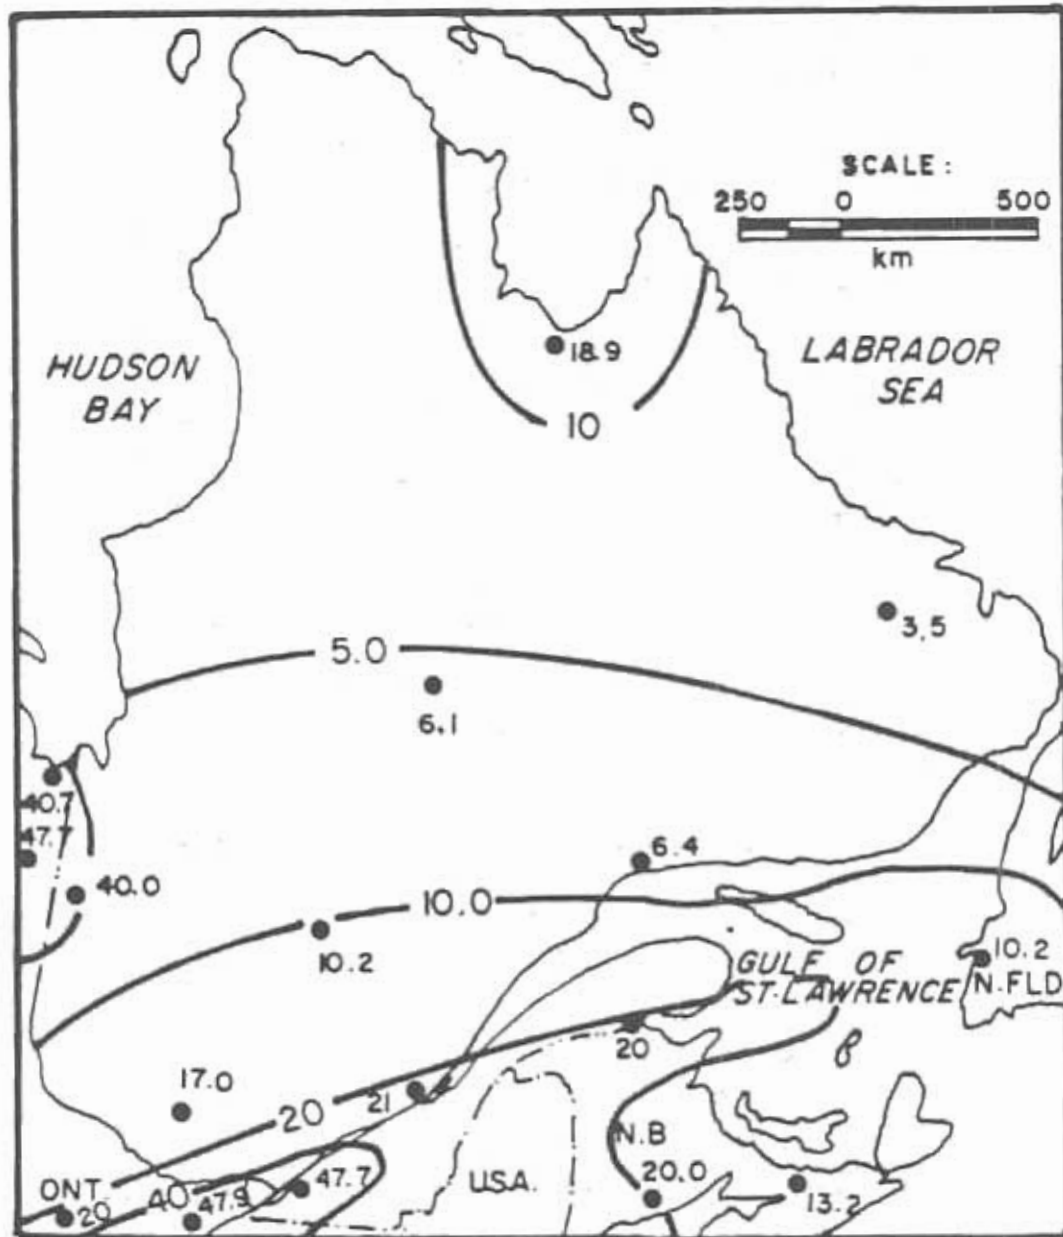 SCALE :
250 0 500
km
HUDSON
BAY
LABRADOR
SEA
18.9
10
3.5
5.0
6.1
40.7
47.7
6.4
40.0
10.0
10.2
GULF OF
ST. LAWRENCE
10.2
N. FLD
20
17.0
21
20
N.B
20.0
U.S.A.
47.7
13.2
ONT.
40
47.9
20